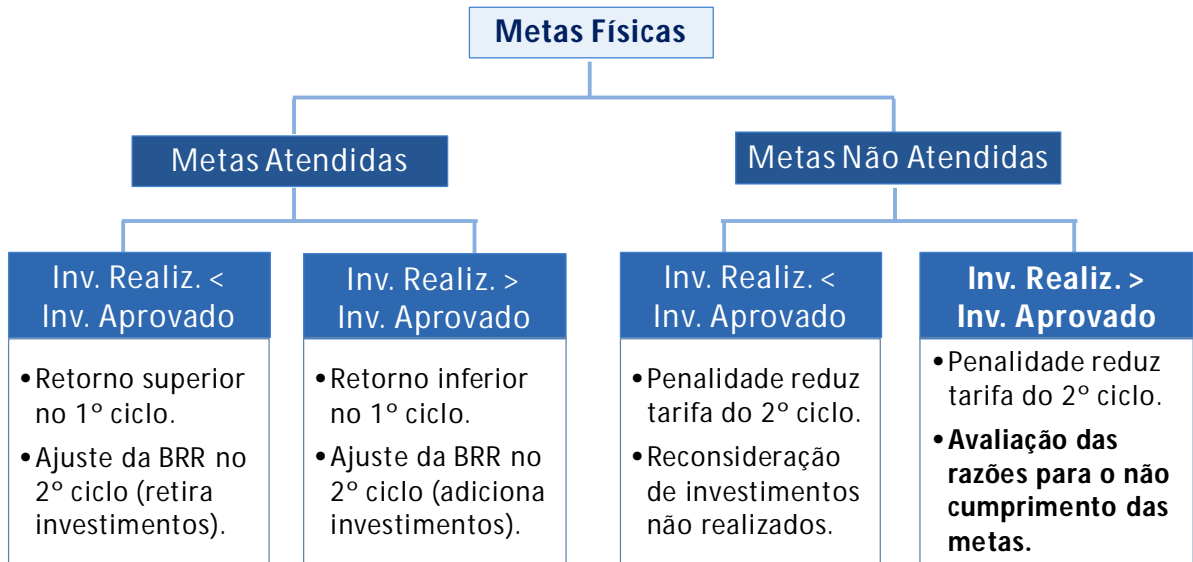 Metas Físicas
Metas Atendidas
Metas Não Atendidas
Inv. Realiz. <
Inv. Aprovado
• Retorno superior
no 1º ciclo.
• Ajuste da BRR no
2º ciclo (retira
investimentos).
Inv. Realiz. >
Inv. Aprovado
• Retorno inferior
no 1º ciclo.
• Ajuste da BRR no
2º ciclo (adiciona
investimentos).
Inv. Realiz. <
Inv. Aprovado
• Penalidade reduz
tarifa do 2º ciclo.
• Reconsideração
de investimentos
não realizados.
Inv. Realiz. >
Inv. Aprovado
• Penalidade reduz
tarifa do 2º ciclo.
• Avaliação das
razões para o não
cumprimento das
metas.